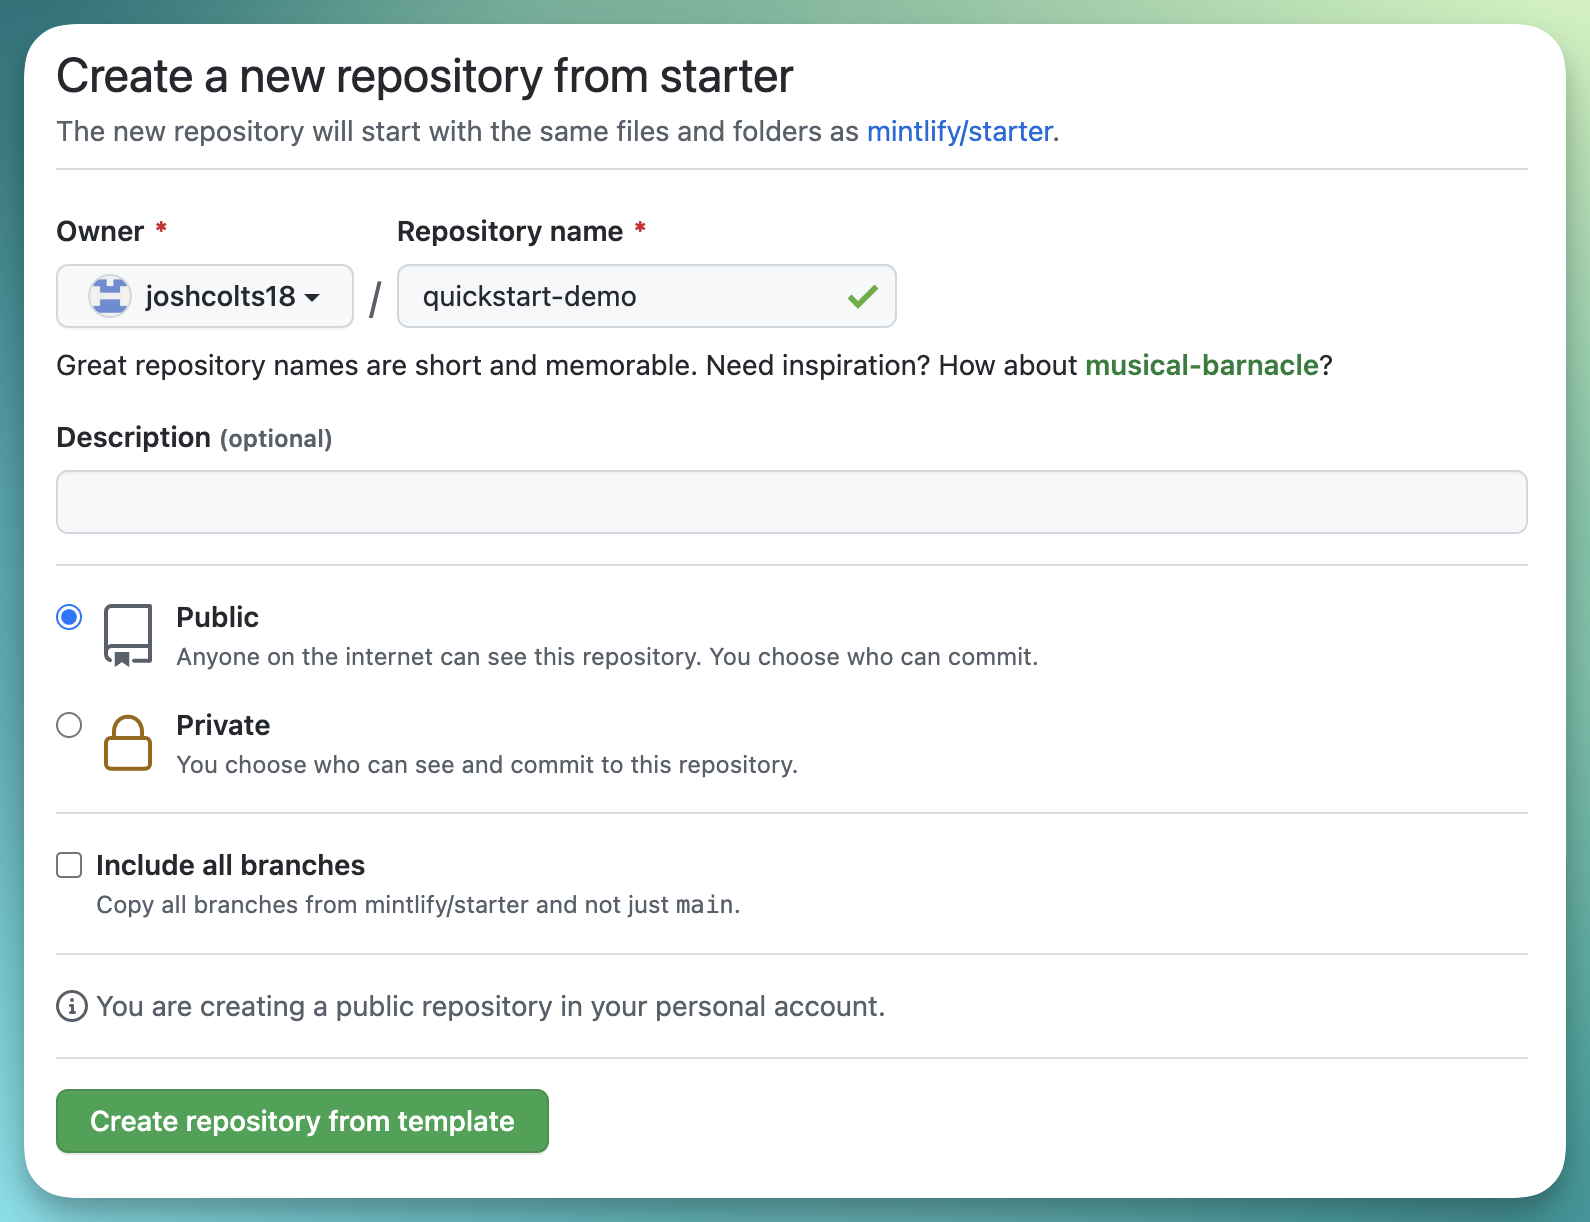 Create a new repository from starter
The new repository will start with the same files and folders as mintlify/starter.
Owner * Repository name *
joshcolts18 / quickstart-demo
Great repository names are short and memorable. Need inspiration? How about musical-barnacle?
Description (optional)
Public
Anyone on the internet can see this repository. You choose who can commit.
Private
You choose who can see and commit to this repository.
Include all branches
Copy all branches from mintlify/starter and not just main.
You are creating a public repository in your personal account.
Create repository from template